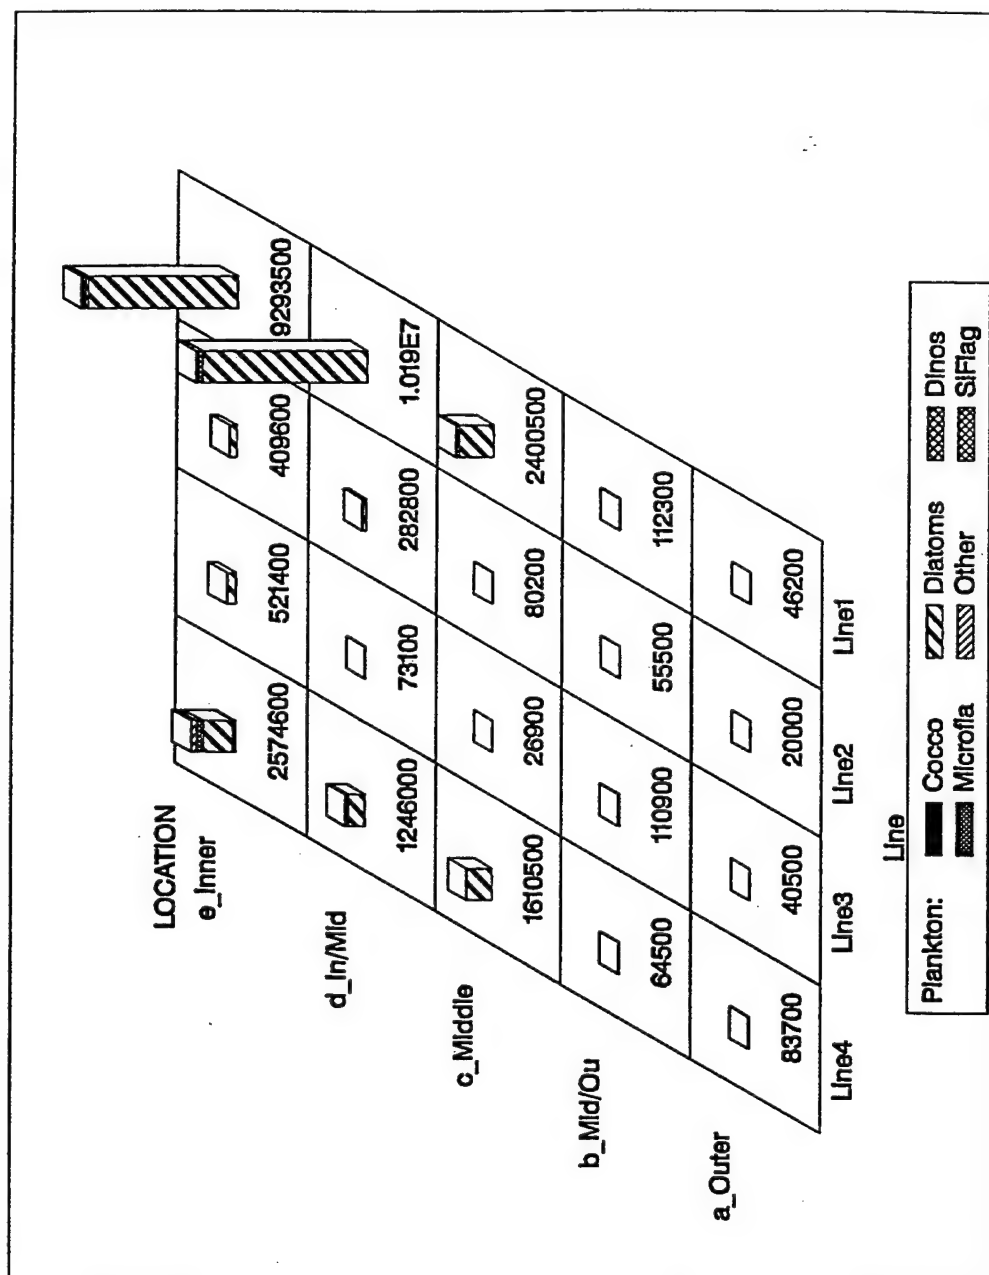 LOCATION
e_Inner
2574600 521400 409600 9293500
d_In/Mid
1246000 73100 282800 1.019E7
c_Middle
1610500 26900 80200 2400500
b_Mid/Ou
64500 110900 55500 112300
a_Outer
83700 40500 20000 46200
Line4 Line3 Line2 Line1
Line
Plankton: Cocco Diatoms Dinos
Microfla Other SiFlag